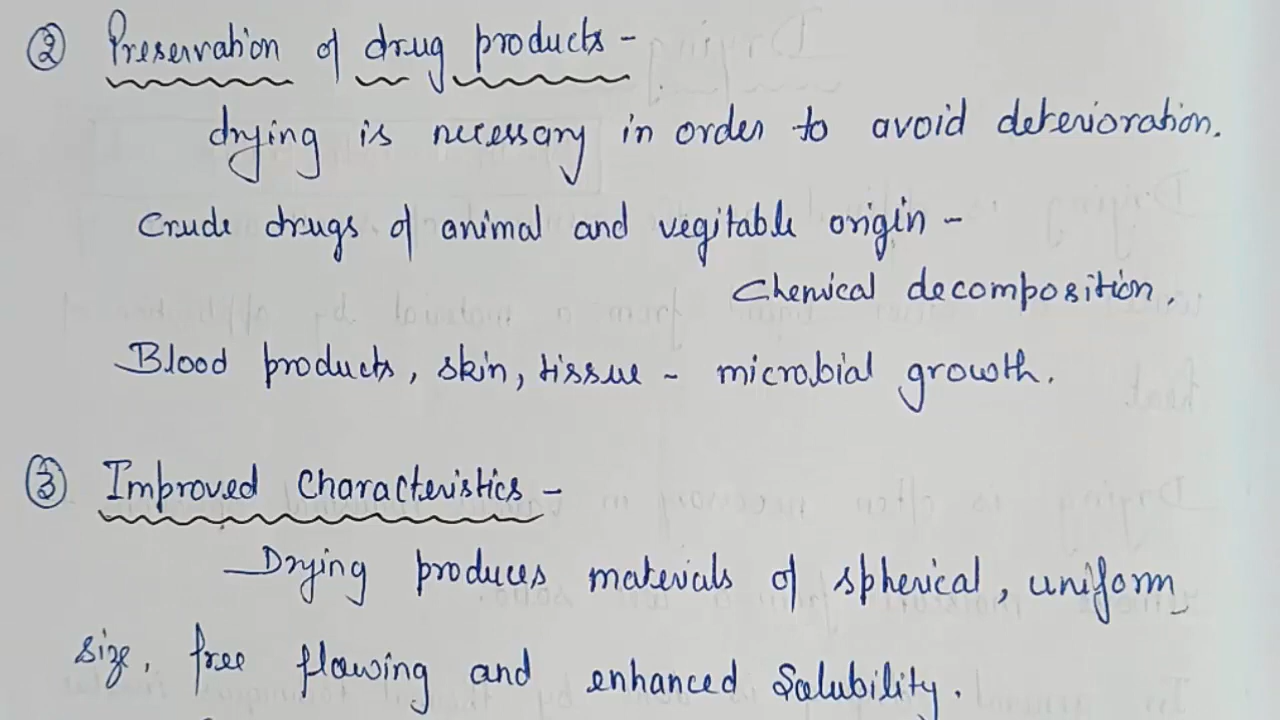 ② Preservation of drug products -
drying is necessary in order to avoid deterioration.
Crude drugs of animal and vegitable origin -
Chemical decomposition,
Blood products, skin, tissue - microbial growth.
③ Improved Characteristics -
Drying produces materials of spherical, uniform
size, free flowing and enhanced Solubility.